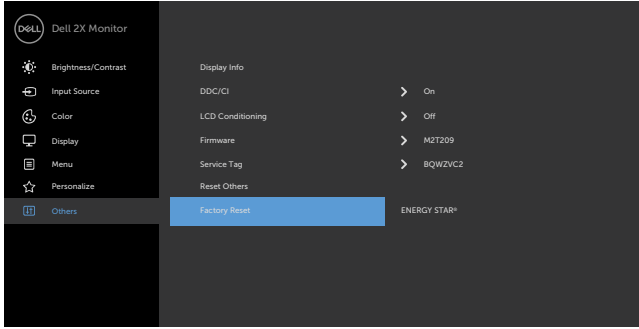 DELL Dell 2X Monitor
Brightness/Contrast
Input Source
Color
Display
Menu
Personalize
Others
Display Info
DDC/CI > On
LCD Conditioning > Off
Firmware > M2T209
Service Tag > BQWZVC2
Reset Others
Factory Reset ENERGY STAR®